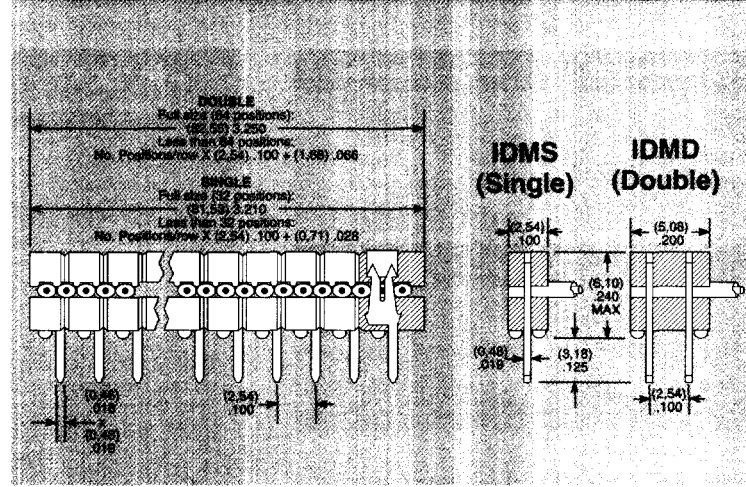 DOUBLE
Full size (64 positions):
(82,55) 3.250
Less than 64 positions:
No. Positions/row X (2,54) .100 + (1,68) .066
SINGLE
Full size (32 positions):
(81,53) 3.210
Less than 32 positions:
No. Positions/row X (2,54) .100 + (0,71) .028
IDMS
(Single)
IDMD
(Double)
(2,54)
.100
(5,08)
.200
(6,10)
.240
MAX
(0,48)
.019
(3,18)
.125
(2,54)
.100
(0,46)
.018
x
(0,48)
.019
(2,54)
.100